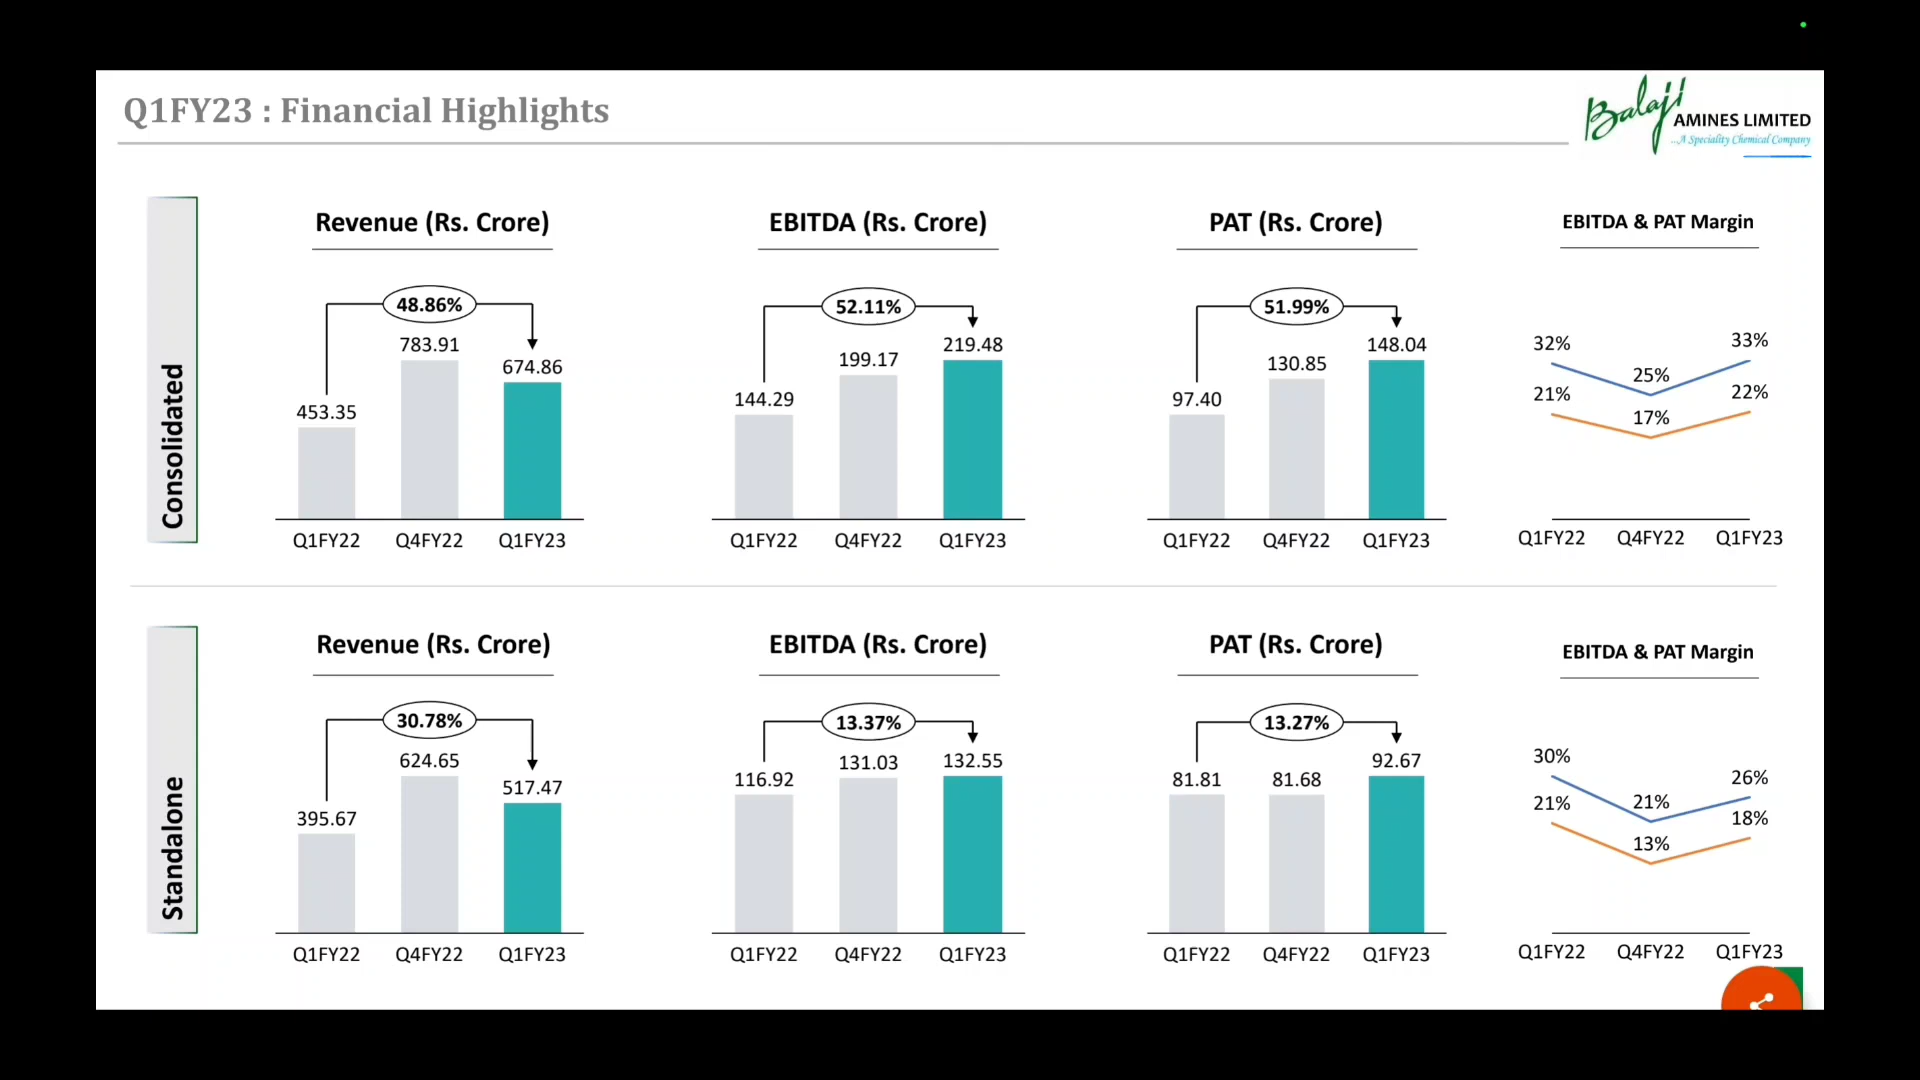 Q1FY23 : Financial Highlights
Balaji
AMINES LIMITED
...A Speciality Chemical Company
Consolidated
Revenue (Rs. Crore)
48.86%
453.35
783.91
674.86
Q1FY22 Q4FY22 Q1FY23
EBITDA (Rs. Crore)
52.11%
144.29
199.17
219.48
Q1FY22 Q4FY22 Q1FY23
PAT (Rs. Crore)
51.99%
97.40
130.85
148.04
Q1FY22 Q4FY22 Q1FY23
EBITDA & PAT Margin
32% 25% 33%
21% 17% 22%
Q1FY22 Q4FY22 Q1FY23
Standalone
Revenue (Rs. Crore)
30.78%
395.67
624.65
517.47
Q1FY22 Q4FY22 Q1FY23
EBITDA (Rs. Crore)
13.37%
116.92
131.03
132.55
Q1FY22 Q4FY22 Q1FY23
PAT (Rs. Crore)
13.27%
81.81
81.68
92.67
Q1FY22 Q4FY22 Q1FY23
EBITDA & PAT Margin
30% 21% 26%
21% 13% 18%
Q1FY22 Q4FY22 Q1FY23